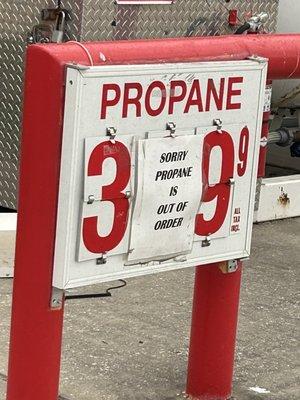 PROPANE
3 9 9
SORRY
PROPANE
IS
OUT OF
ORDER
ALL
TAX
INCL